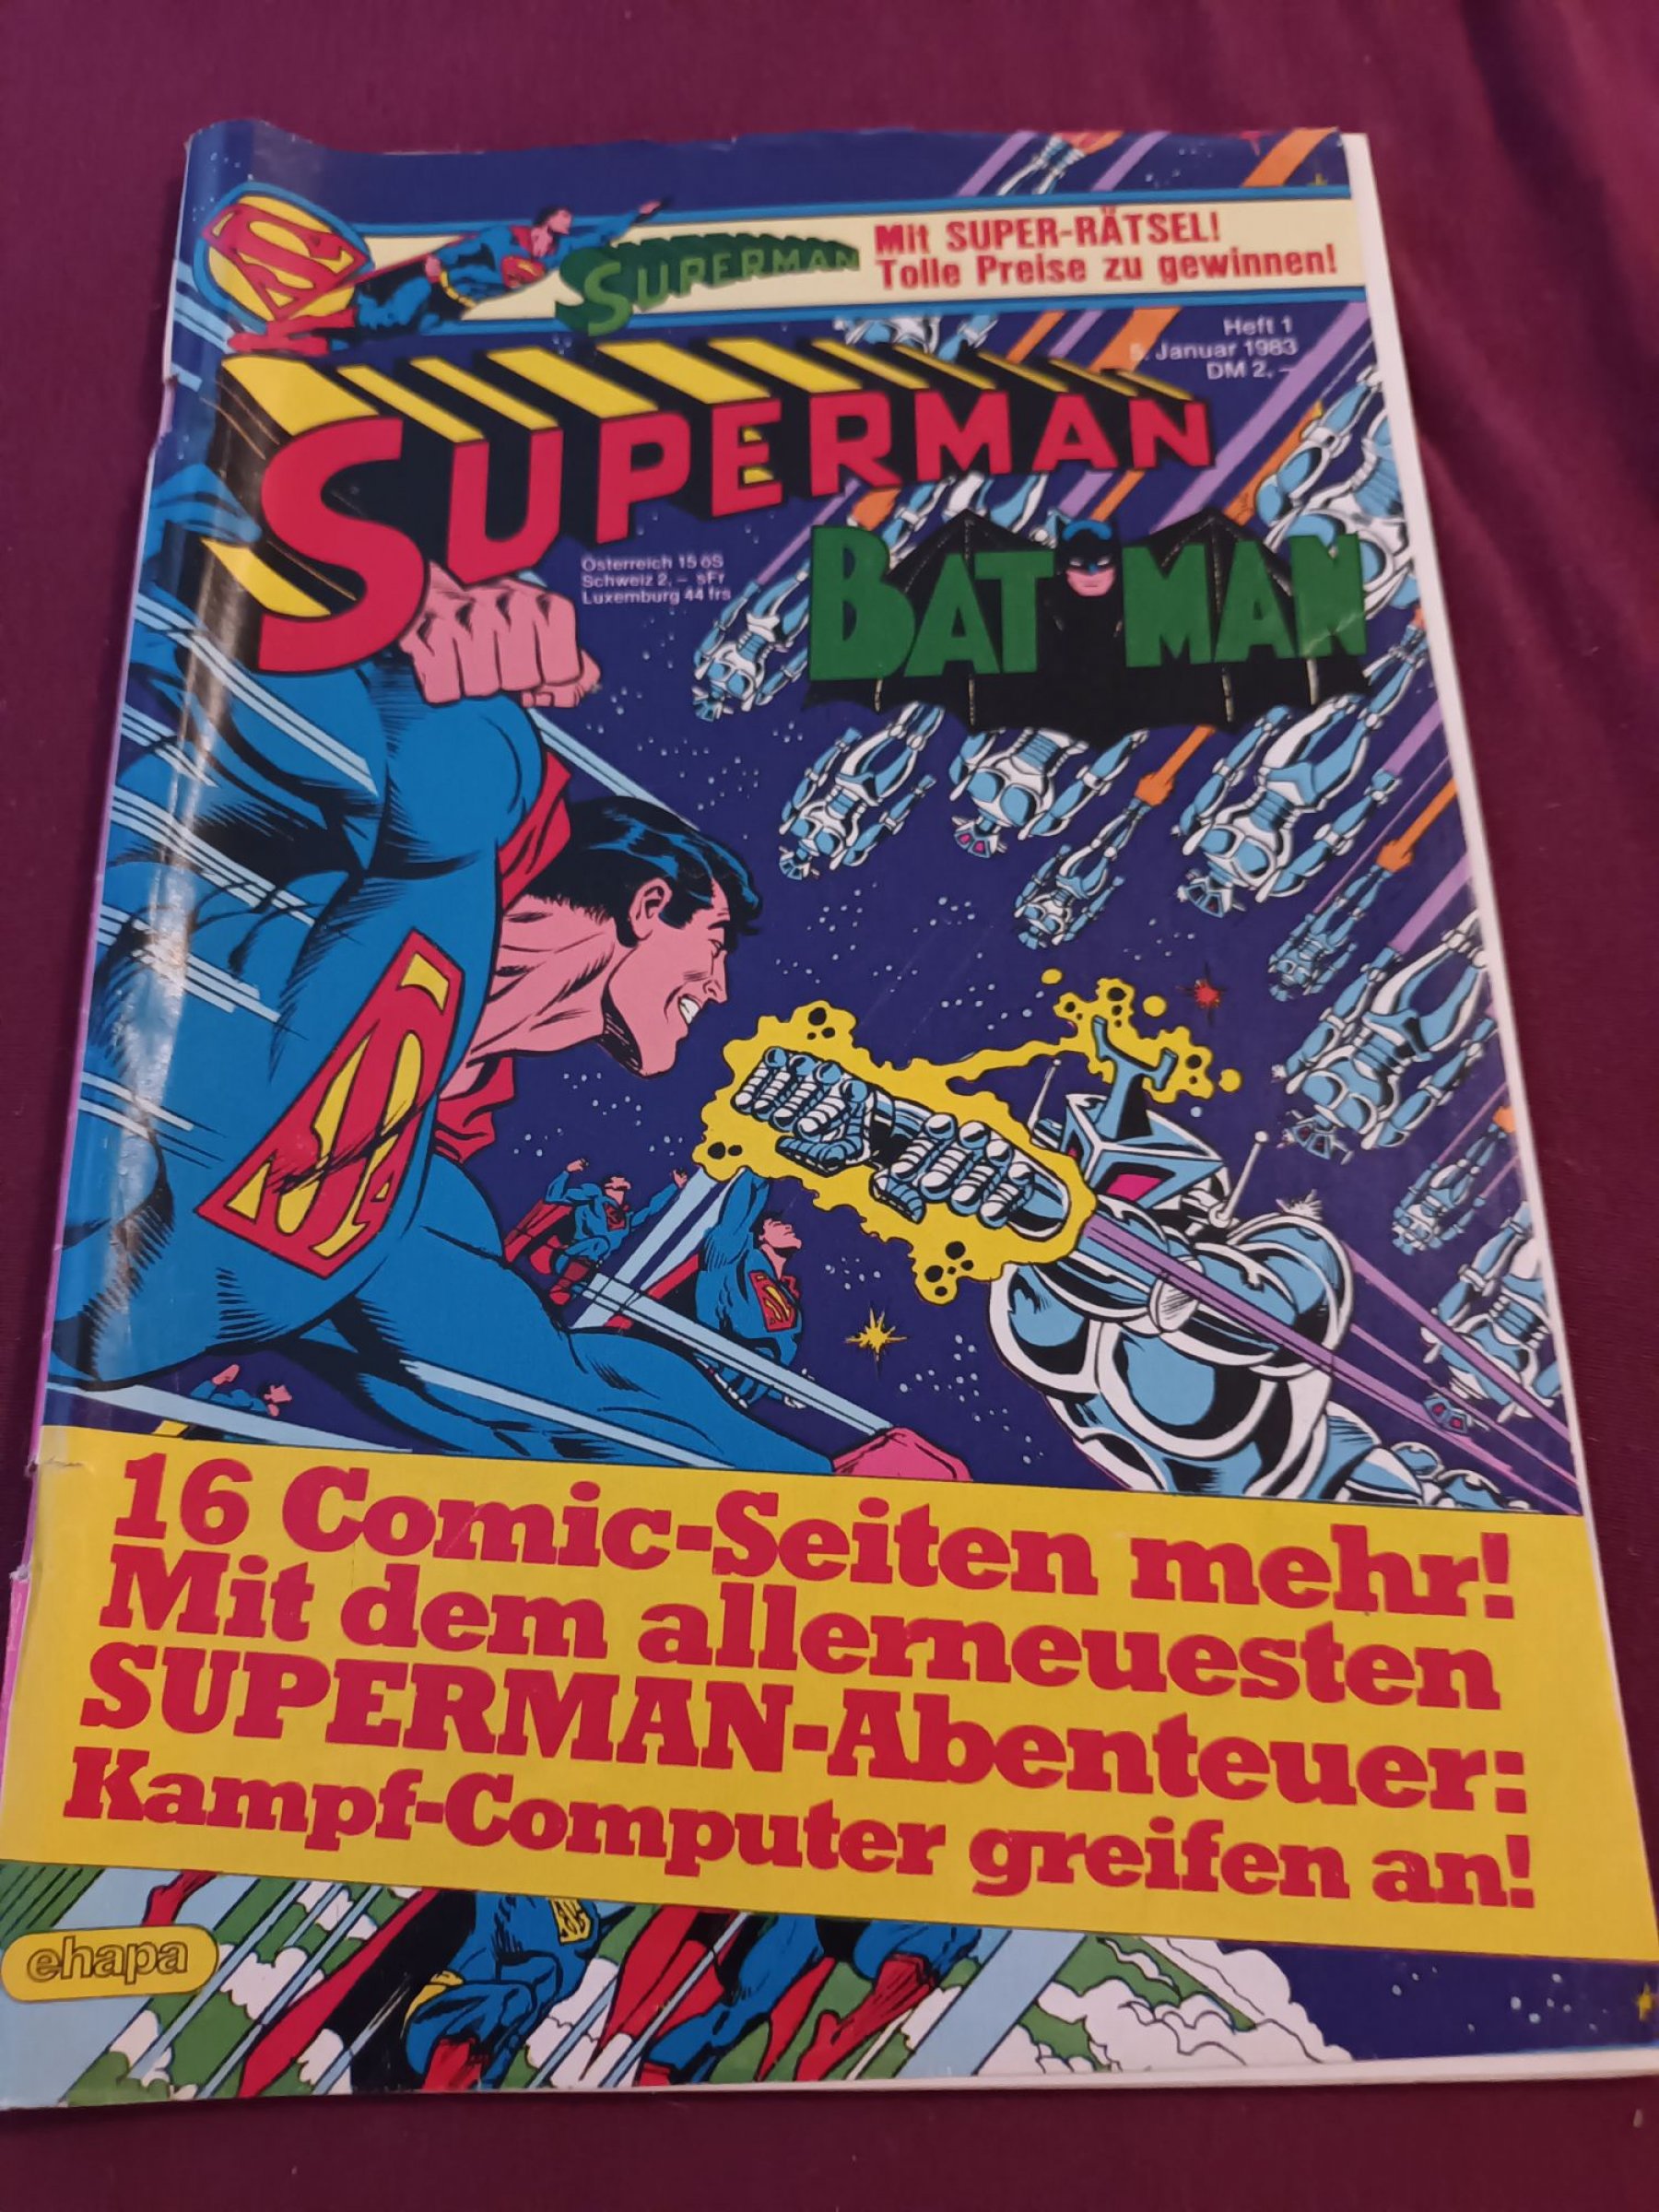 SUPERMAN
Mit SUPER-RÄTSEL!
Tolle Preise zu gewinnen!
Heft 1
5. Januar 1983
DM 2,–
SUPERMAN
BATMAN
Österreich 15 öS
Schweiz 2,– sFr
Luxemburg 44 frs
16 Comic-Seiten mehr!
Mit dem allerneuesten
SUPERMAN-Abenteuer:
Kampf-Computer greifen an!
ehapa